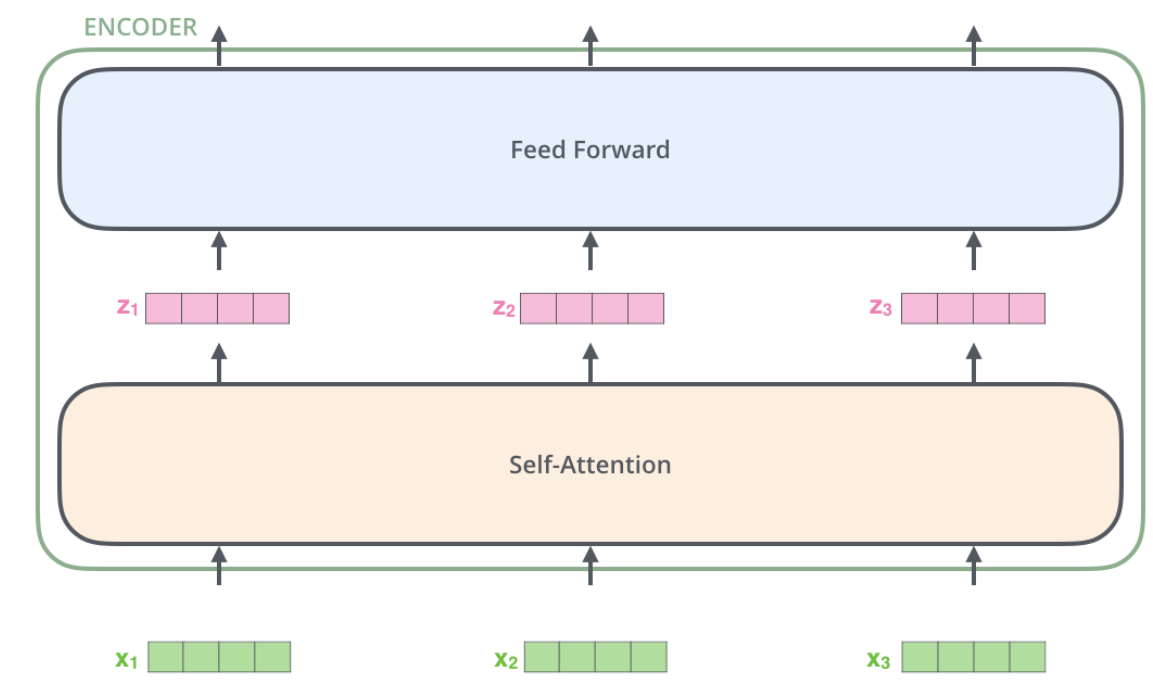 ENCODER
Feed Forward
z1 z2 z3
Self-Attention
x1 x2 x3